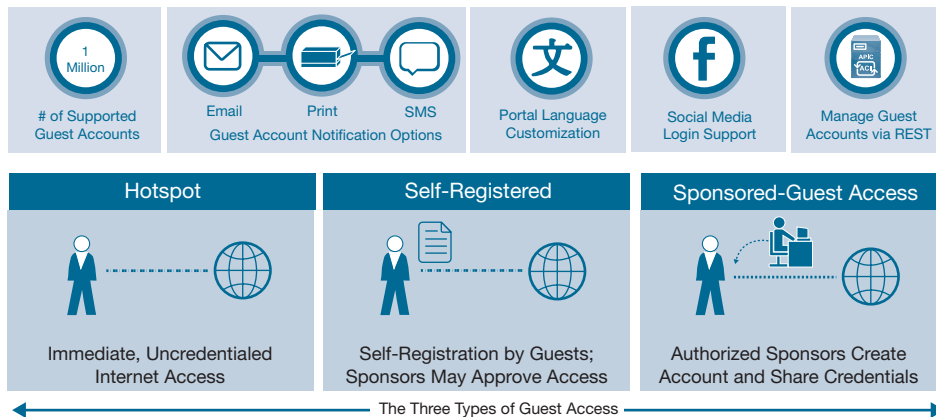 1
Million
# of Supported
Guest Accounts
Email
Print
SMS
Guest Account Notification Options
文
Portal Language
Customization
f
Social Media
Login Support
APIC
ACI
Manage Guest
Accounts via REST
Hotspot
Immediate, Uncredentialed
Internet Access
Self-Registered
Self-Registration by Guests;
Sponsors May Approve Access
Sponsored-Guest Access
Authorized Sponsors Create
Account and Share Credentials
The Three Types of Guest Access